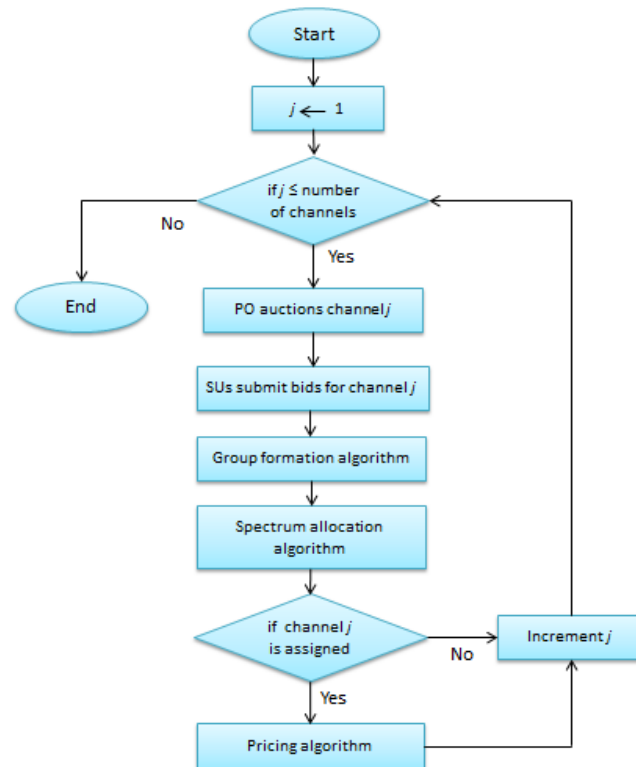 Start
j ← 1
if j ≤ number
of channels
No
Yes
End
PO auctions channel j
SUs submit bids for channel j
Group formation algorithm
Spectrum allocation
algorithm
if channel j
is assigned
No
Increment j
Yes
Pricing algorithm